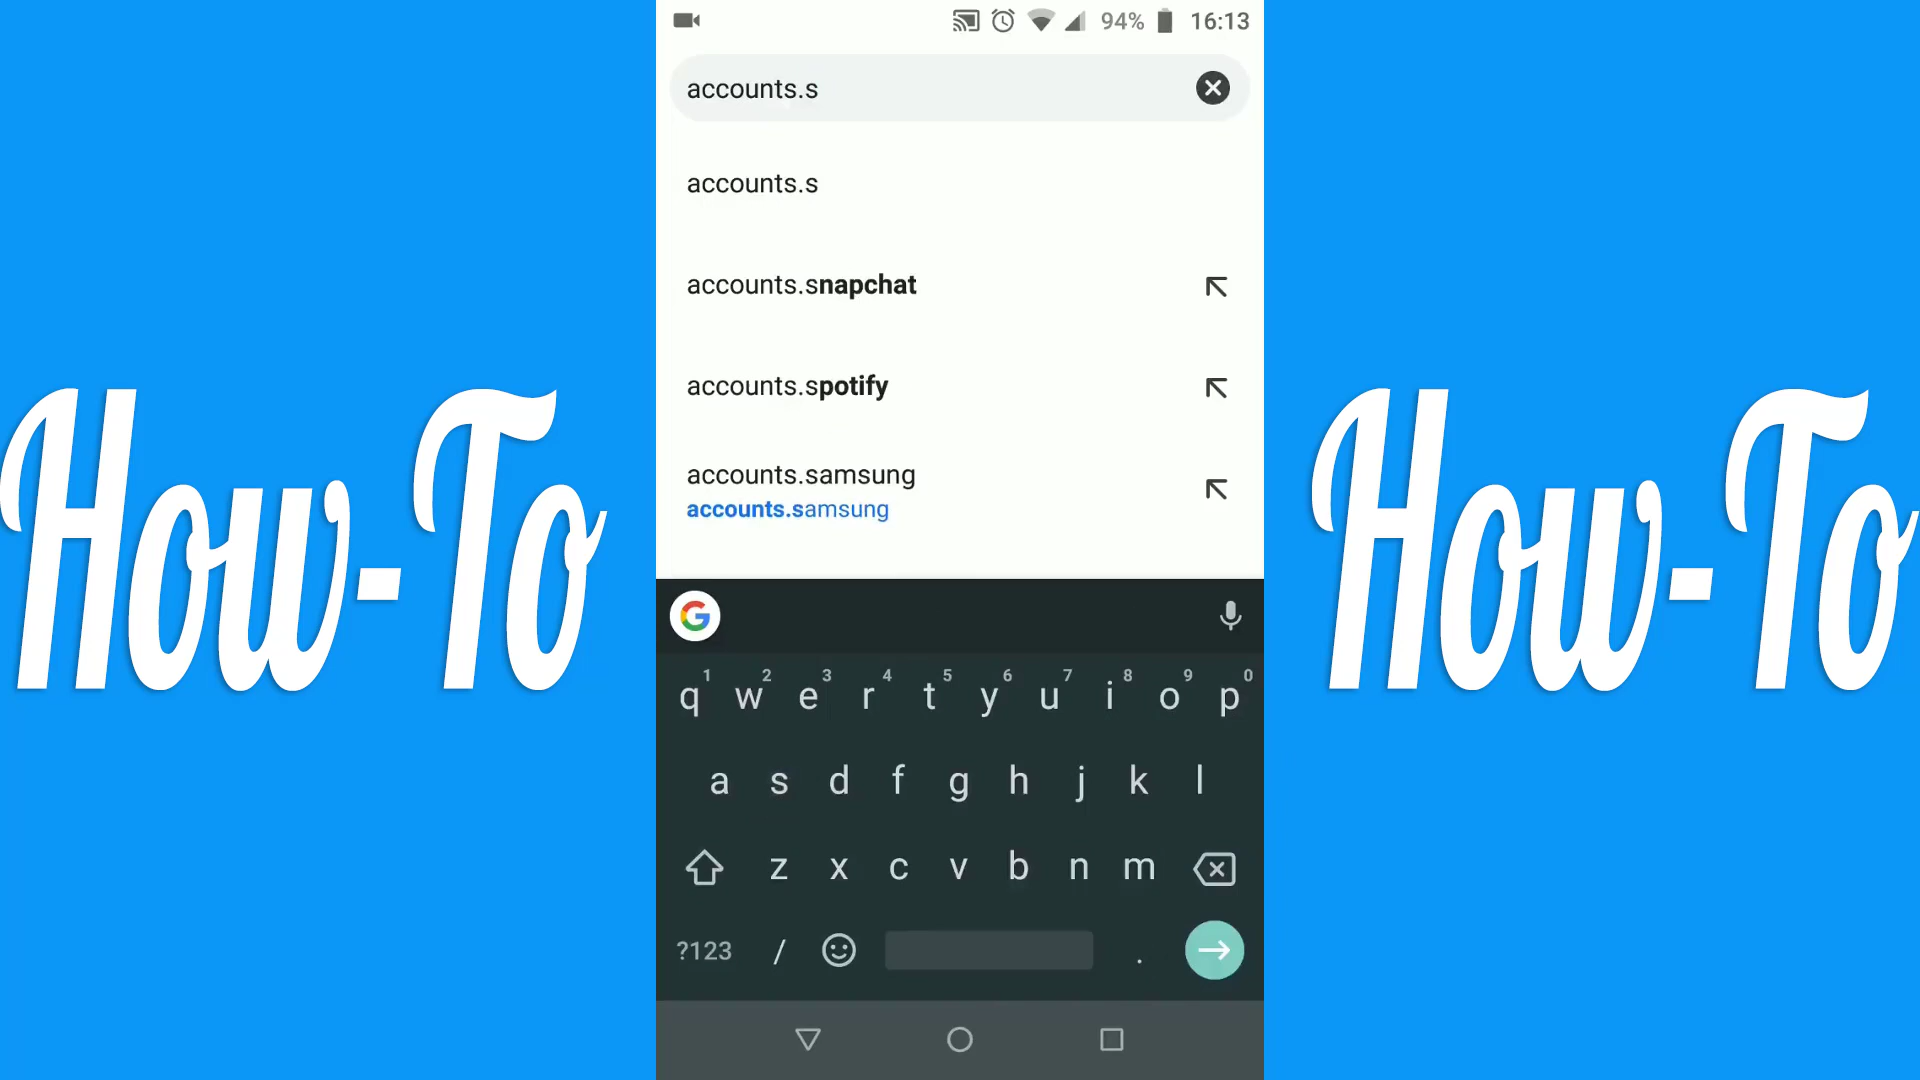 94% 16:13
accounts.s
accounts.s
accounts.snapchat
accounts.spotify
accounts.samsung
accounts.samsung
How-To
How-To
G
1 2 3 4 5 6 7 8 9 0
q w e r t y u i o p
a s d f g h j k l
z x c v b n m
?123 / .